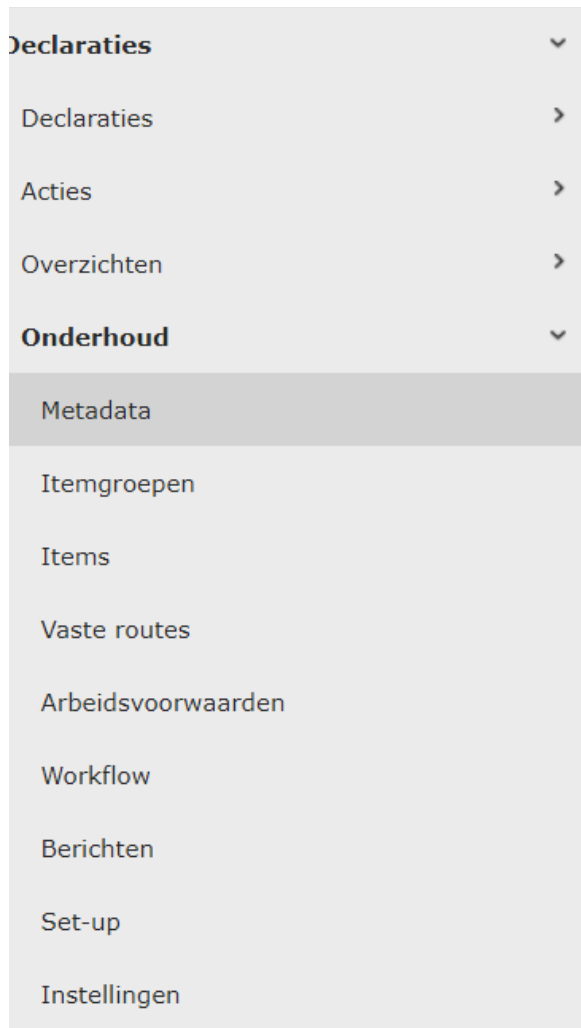 Declaraties
Declaraties
Acties
Overzichten
Onderhoud
Metadata
Itemgroepen
Items
Vaste routes
Arbeidsvoorwaarden
Workflow
Berichten
Set-up
Instellingen